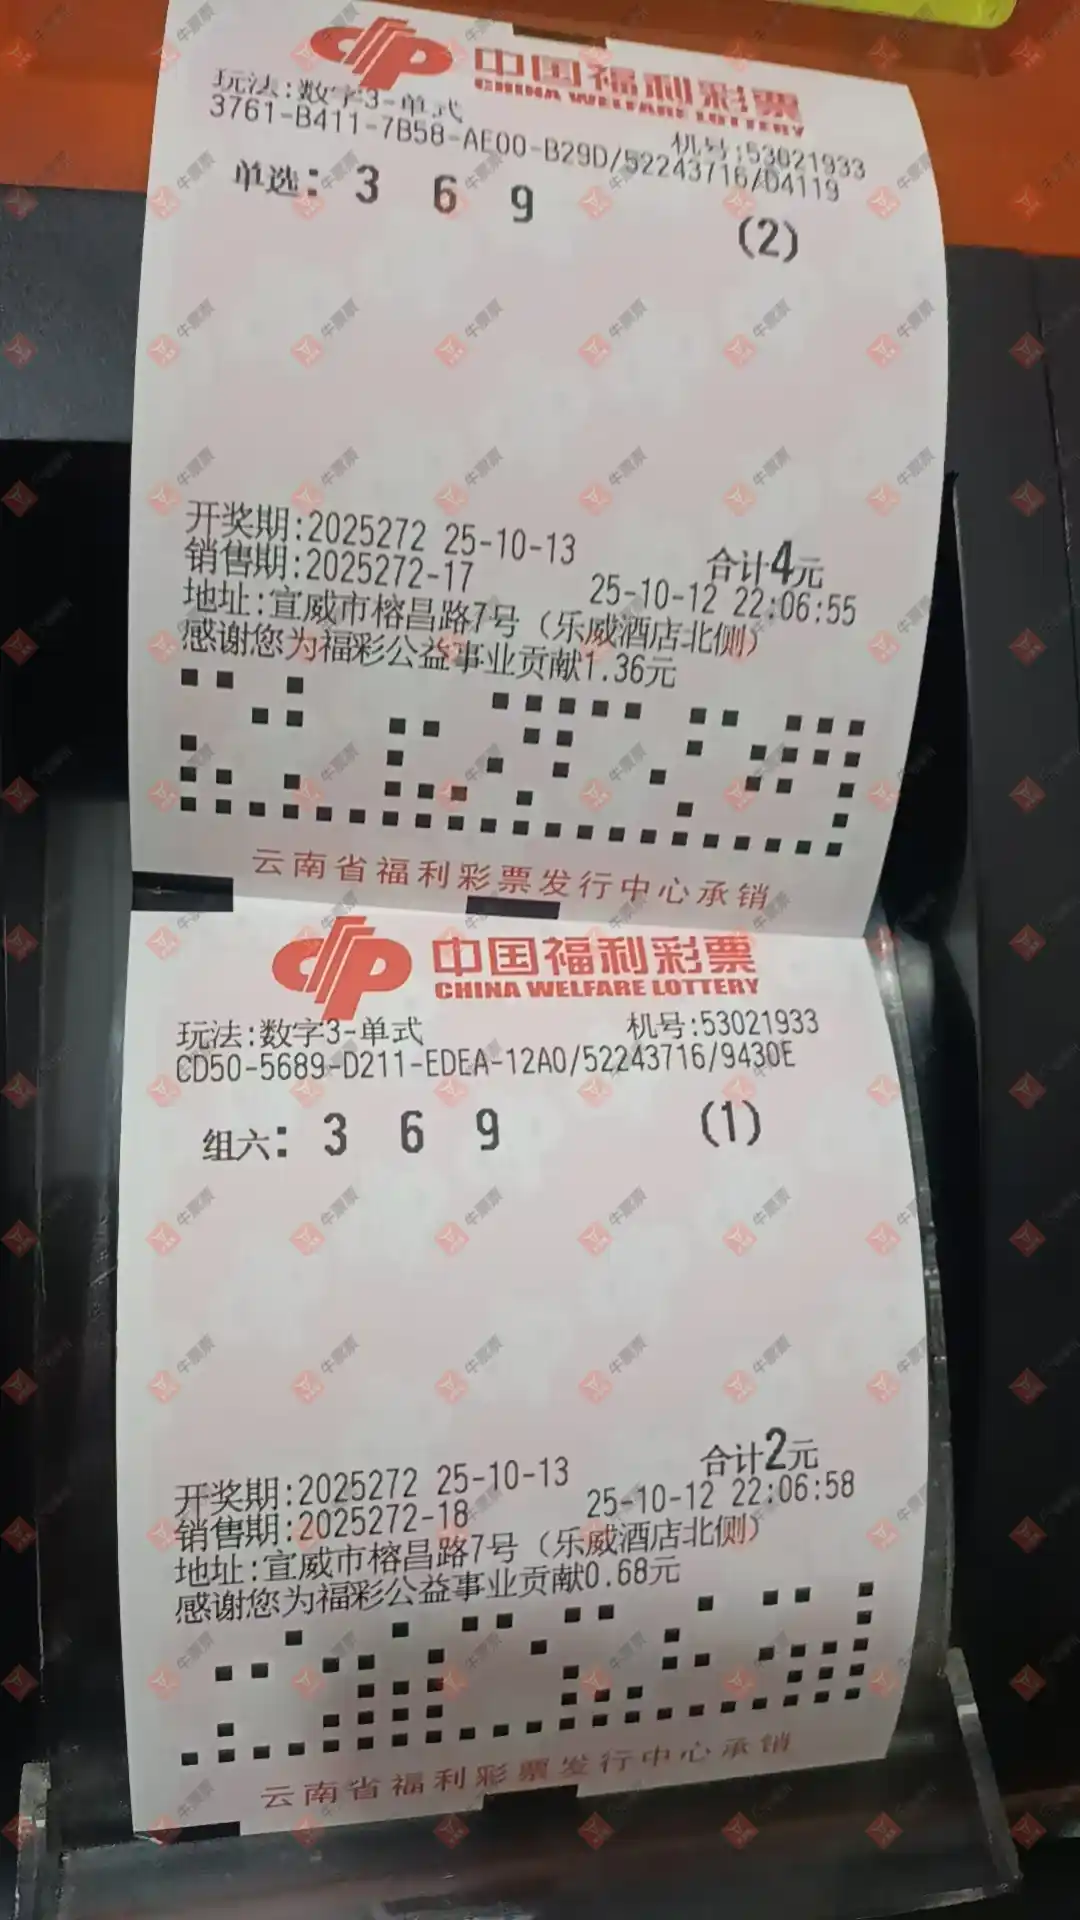 中国福利彩票
CHINA WELFARE LOTTERY
玩法:数字3-单式
机号:53021933
3761-B411-7B58-AE00-B29D/52243716/D4119
单选: 3 6 9 (2)
开奖期:2025272 25-10-13 合计4元
销售期:2025272-17 25-10-12 22:06:55
地址:宣威市榕昌路7号（乐威酒店北侧）
感谢您为福彩公益事业贡献1.36元
云南省福利彩票发行中心承销
中国福利彩票
CHINA WELFARE LOTTERY
玩法:数字3-单式 机号:53021933
CD50-5689-D211-EDEA-12A0/52243716/9430E
组六: 3 6 9 (1)
开奖期:2025272 25-10-13 合计2元
销售期:2025272-18 25-10-12 22:06:58
地址:宣威市榕昌路7号（乐威酒店北侧）
感谢您为福彩公益事业贡献0.68元
云南省福利彩票发行中心承销
牛票票